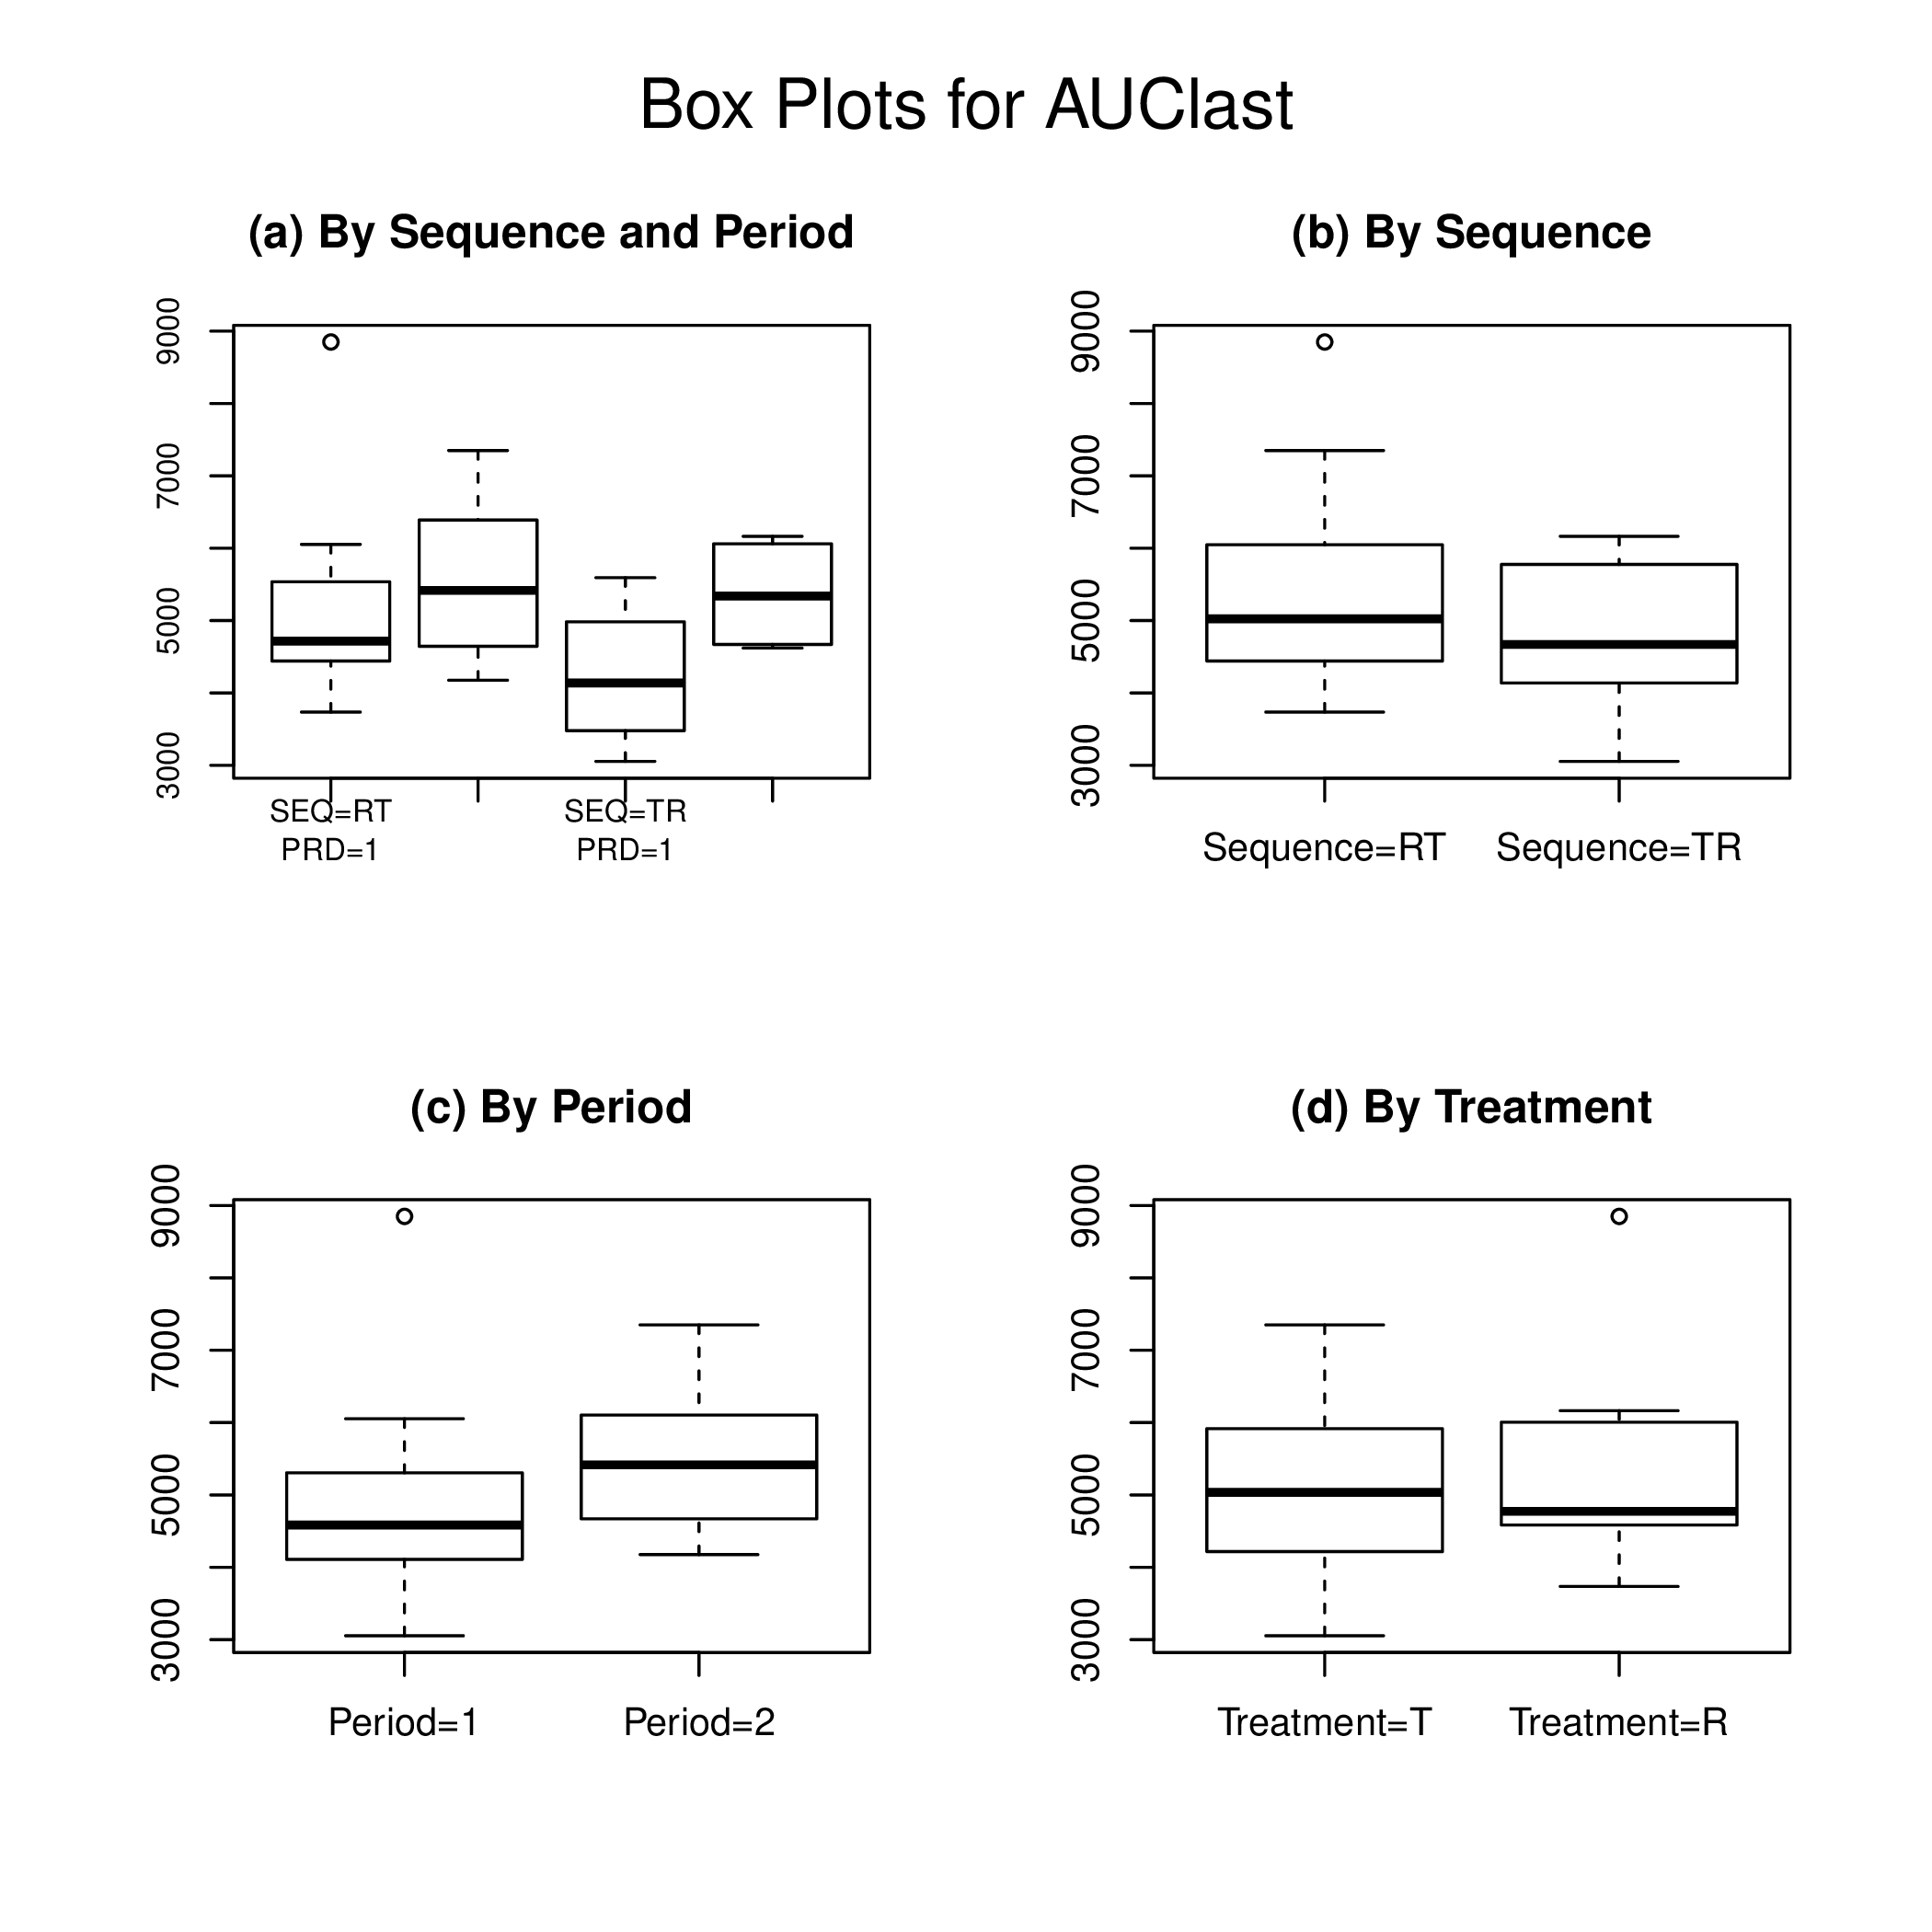 Box Plots for AUClast
(a) By Sequence and Period
9000
7000
5000
3000
SEQ=RT
PRD=1
SEQ=TR
PRD=1
(b) By Sequence
9000
7000
5000
3000
Sequence=RT
Sequence=TR
(c) By Period
9000
7000
5000
3000
Period=1
Period=2
(d) By Treatment
9000
7000
5000
3000
Treatment=T
Treatment=R